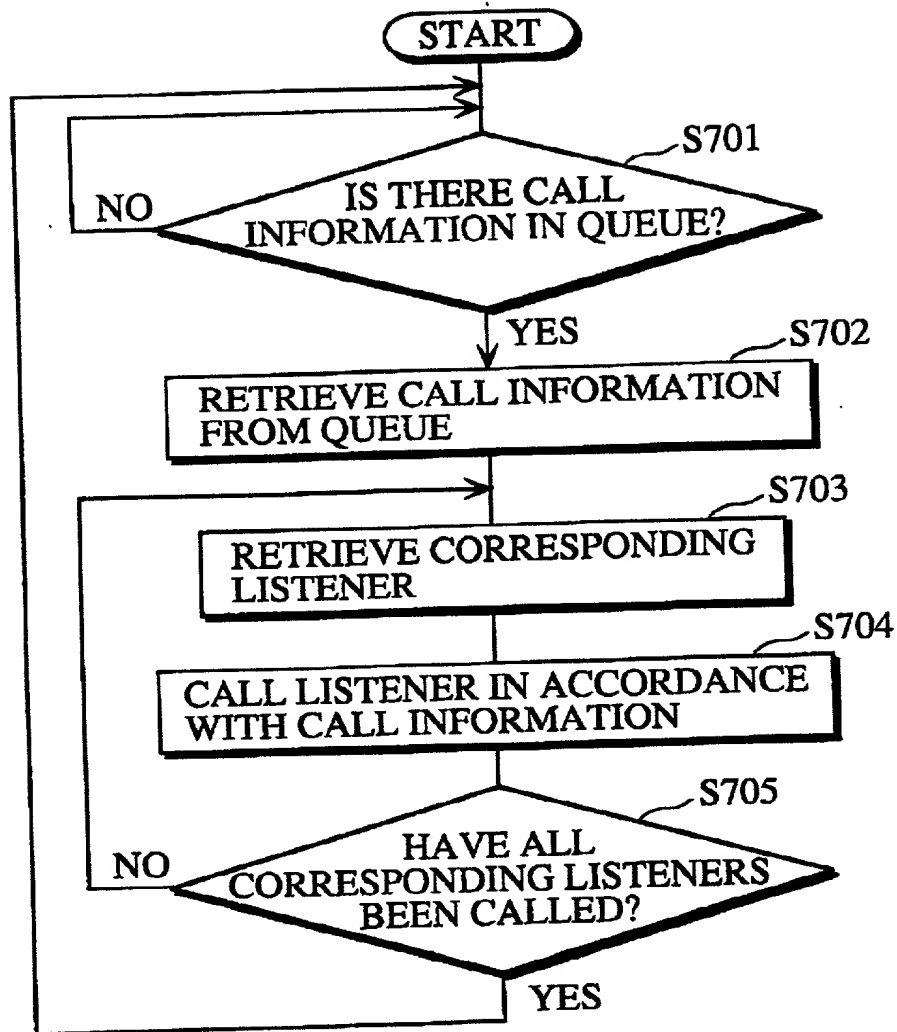 START
S701
IS THERE CALL
INFORMATION IN QUEUE?
NO
YES
S702
RETRIEVE CALL INFORMATION
FROM QUEUE
S703
RETRIEVE CORRESPONDING
LISTENER
S704
CALL LISTENER IN ACCORDANCE
WITH CALL INFORMATION
S705
HAVE ALL
CORRESPONDING LISTENERS
BEEN CALLED?
NO
YES